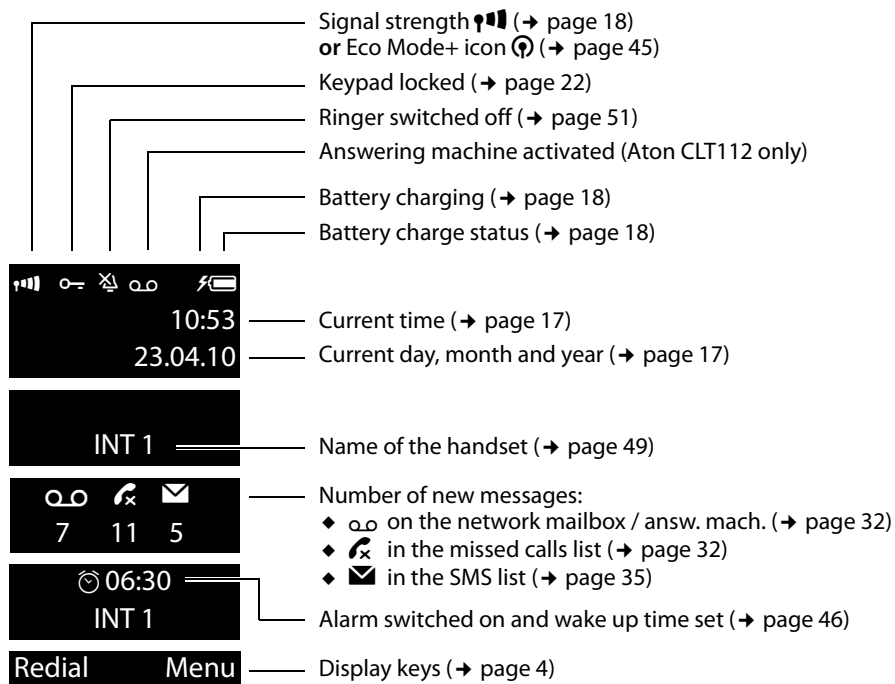 Signal strength (➔ page 18)
or Eco Mode+ icon (➔ page 45)
Keypad locked (➔ page 22)
Ringer switched off (➔ page 51)
Answering machine activated (Aton CLT112 only)
Battery charging (➔ page 18)
Battery charge status (➔ page 18)
10:53
Current time (➔ page 17)
23.04.10
Current day, month and year (➔ page 17)
INT 1
Name of the handset (➔ page 49)
Number of new messages:
7 11 5
◆ on the network mailbox / answ. mach. (➔ page 32)
◆ in the missed calls list (➔ page 32)
◆ in the SMS list (➔ page 35)
06:30
INT 1
Alarm switched on and wake up time set (➔ page 46)
Redial Menu
Display keys (➔ page 4)